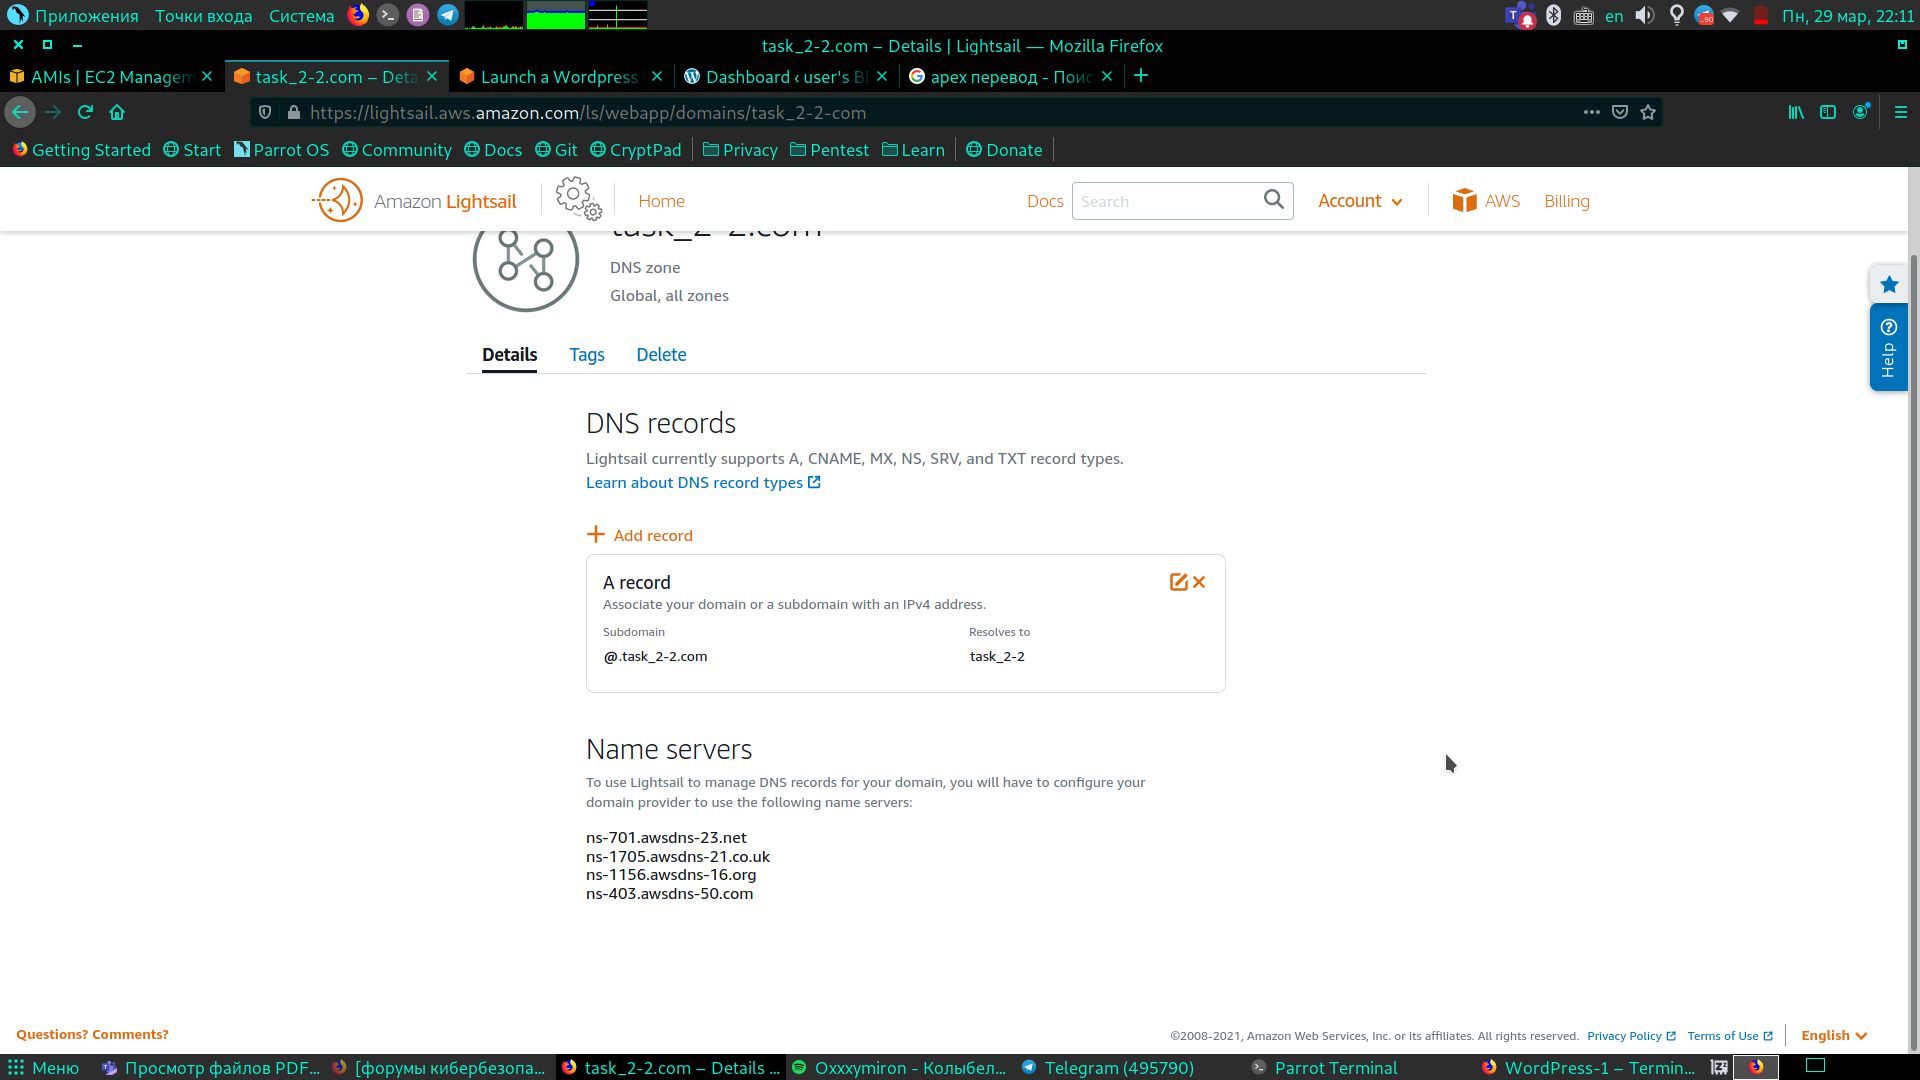 Приложения Точки входа Система en 90 Пн, 29 мар, 22:11
task_2-2.com – Details | Lightsail — Mozilla Firefox
AMIs | EC2 Managem task_2-2.com – Deta Launch a Wordpress Dashboard ‹ user's Bl apex перевод - Поис
https://lightsail.aws.amazon.com/ls/webapp/domains/task_2-2-com
Getting Started Start Parrot OS Community Docs Git CryptPad Privacy Pentest Learn Donate
Amazon Lightsail Home Docs Search Account AWS Billing
task_2-2.com
DNS zone
Global, all zones
Help
Details Tags Delete
DNS records
Lightsail currently supports A, CNAME, MX, NS, SRV, and TXT record types.
Learn about DNS record types
Add record
A record
Associate your domain or a subdomain with an IPv4 address.
Subdomain Resolves to
@.task_2-2.com task_2-2
Name servers
To use Lightsail to manage DNS records for your domain, you will have to configure your
domain provider to use the following name servers:
ns-701.awsdns-23.net
ns-1705.awsdns-21.co.uk
ns-1156.awsdns-16.org
ns-403.awsdns-50.com
Questions? Comments? ©2008-2021, Amazon Web Services, Inc. or its affiliates. All rights reserved. Privacy Policy Terms of Use English
Меню Просмотр файлов PDF... [форумы кибербезопа... task_2-2.com – Details ... Oxxxymiron - Колыбел... Telegram (495790) Parrot Terminal WordPress-1 – Termin...